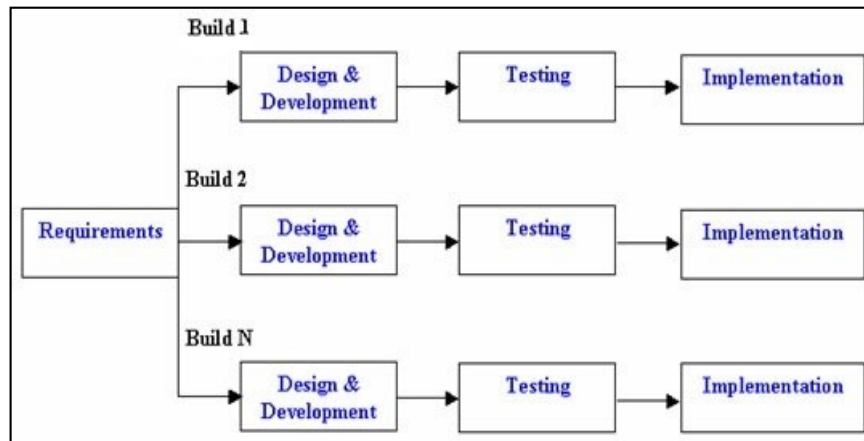 Build 1
Design &
Development
Testing
Implementation
Build 2
Requirements
Design &
Development
Testing
Implementation
Build N
Design &
Development
Testing
Implementation